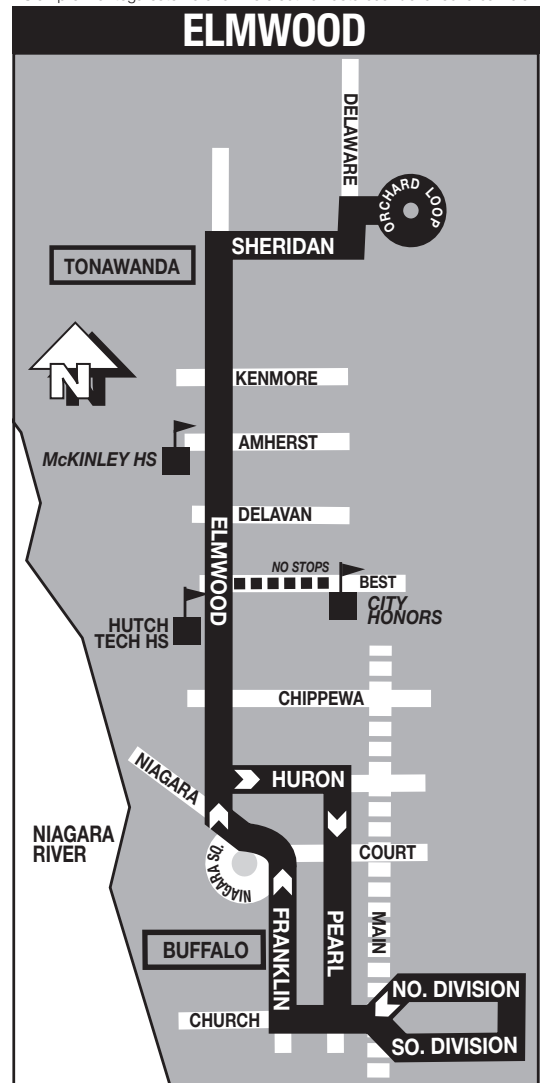 ELMWOOD
DELAWARE
ORCHARD LOOP
SHERIDAN
TONAWANDA
N
KENMORE
AMHERST
McKINLEY HS
DELAVAN
ELMWOOD
NO STOPS
BEST
CITY
HONORS
HUTCH
TECH HS
CHIPPEWA
NIAGARA
HURON
NIAGARA
RIVER
COURT
NIAGARA SQ.
FRANKLIN
PEARL
MAIN
BUFFALO
NO. DIVISION
CHURCH
SO. DIVISION